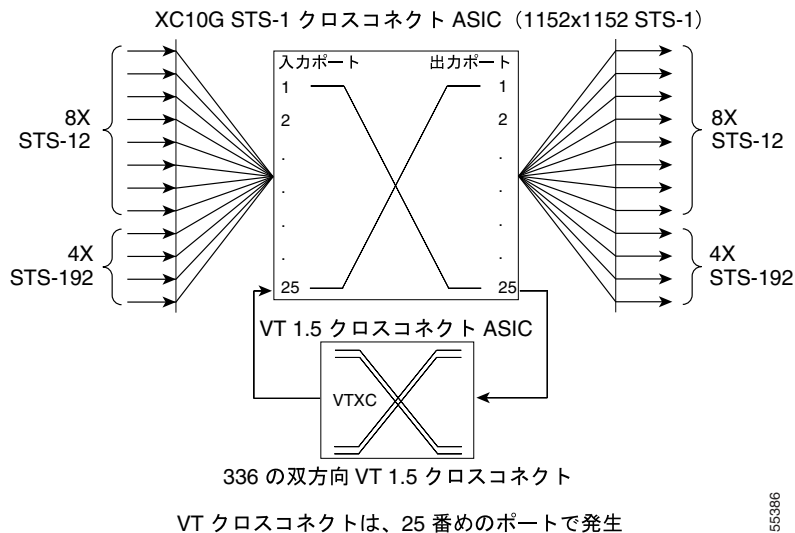 XC10G STS-1 クロスコネクト ASIC（1152x1152 STS-1）
入力ポート 出力ポート
1 1
2 2
. .
. .
. .
. .
25 25
8X
STS-12
4X
STS-192
8X
STS-12
4X
STS-192
VT 1.5 クロスコネクト ASIC
VTXC
336 の双方向 VT 1.5 クロスコネクト
VT クロスコネクトは、25 番めのポートで発生
55386